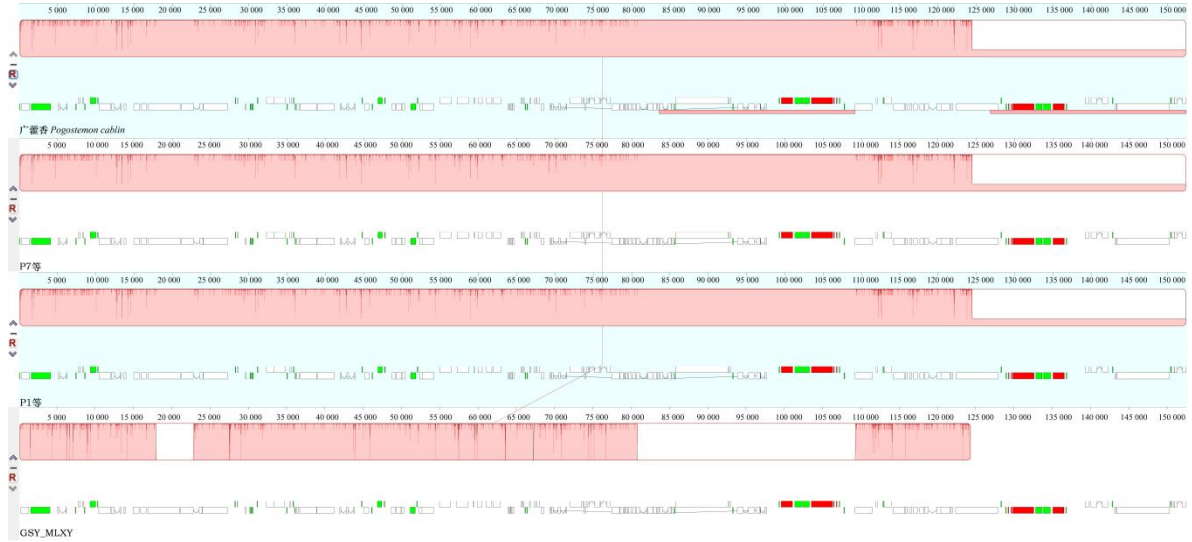 5 000 10 000 15 000 20 000 25 000 30 000 35 000 40 000 45 000 50 000 55 000 60 000 65 000 70 000 75 000 80 000 85 000 90 000 95 000 100 000 105 000 110 000 115 000 120 000 125 000 130 000 135 000 140 000 145 000 150 000
R
广藿香 Pogostemon cablin
5 000 10 000 15 000 20 000 25 000 30 000 35 000 40 000 45 000 50 000 55 000 60 000 65 000 70 000 75 000 80 000 85 000 90 000 95 000 100 000 105 000 110 000 115 000 120 000 125 000 130 000 135 000 140 000 145 000 150 000
R
P7等
5 000 10 000 15 000 20 000 25 000 30 000 35 000 40 000 45 000 50 000 55 000 60 000 65 000 70 000 75 000 80 000 85 000 90 000 95 000 100 000 105 000 110 000 115 000 120 000 125 000 130 000 135 000 140 000 145 000 150 000
R
P1等
5 000 10 000 15 000 20 000 25 000 30 000 35 000 40 000 45 000 50 000 55 000 60 000 65 000 70 000 75 000 80 000 85 000 90 000 95 000 100 000 105 000 110 000 115 000 120 000 125 000 130 000 135 000 140 000 145 000 150 000
R
GSY_MLXY